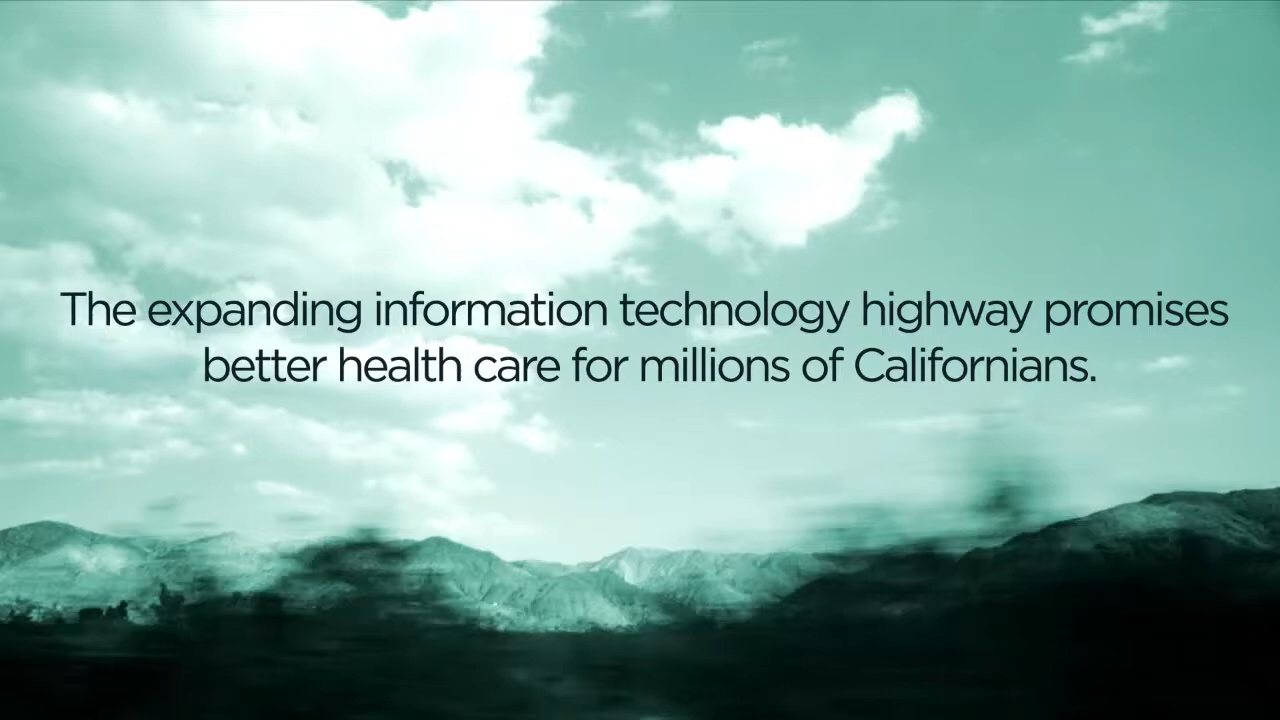 The expanding information technology highway promises
better health care for millions of Californians.